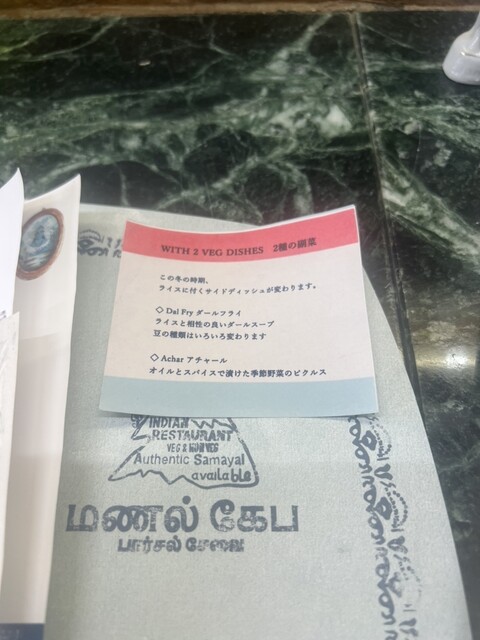 WITH 2 VEG DISHES 2種の副菜
この冬の時期、
ライスに付くサイドディッシュが変わります。
◇ Dal Fry ダールフライ
ライスと相性の良いダールスープ
豆の種類はいろいろ変わります
◇ Achar アチャール
オイルとスパイスで漬けた季節野菜のピクルス
INDIAN
RESTAURANT
VEG & NON VEG
Authentic Samayal
available
மணல் கேப
பார்சல் சேவை